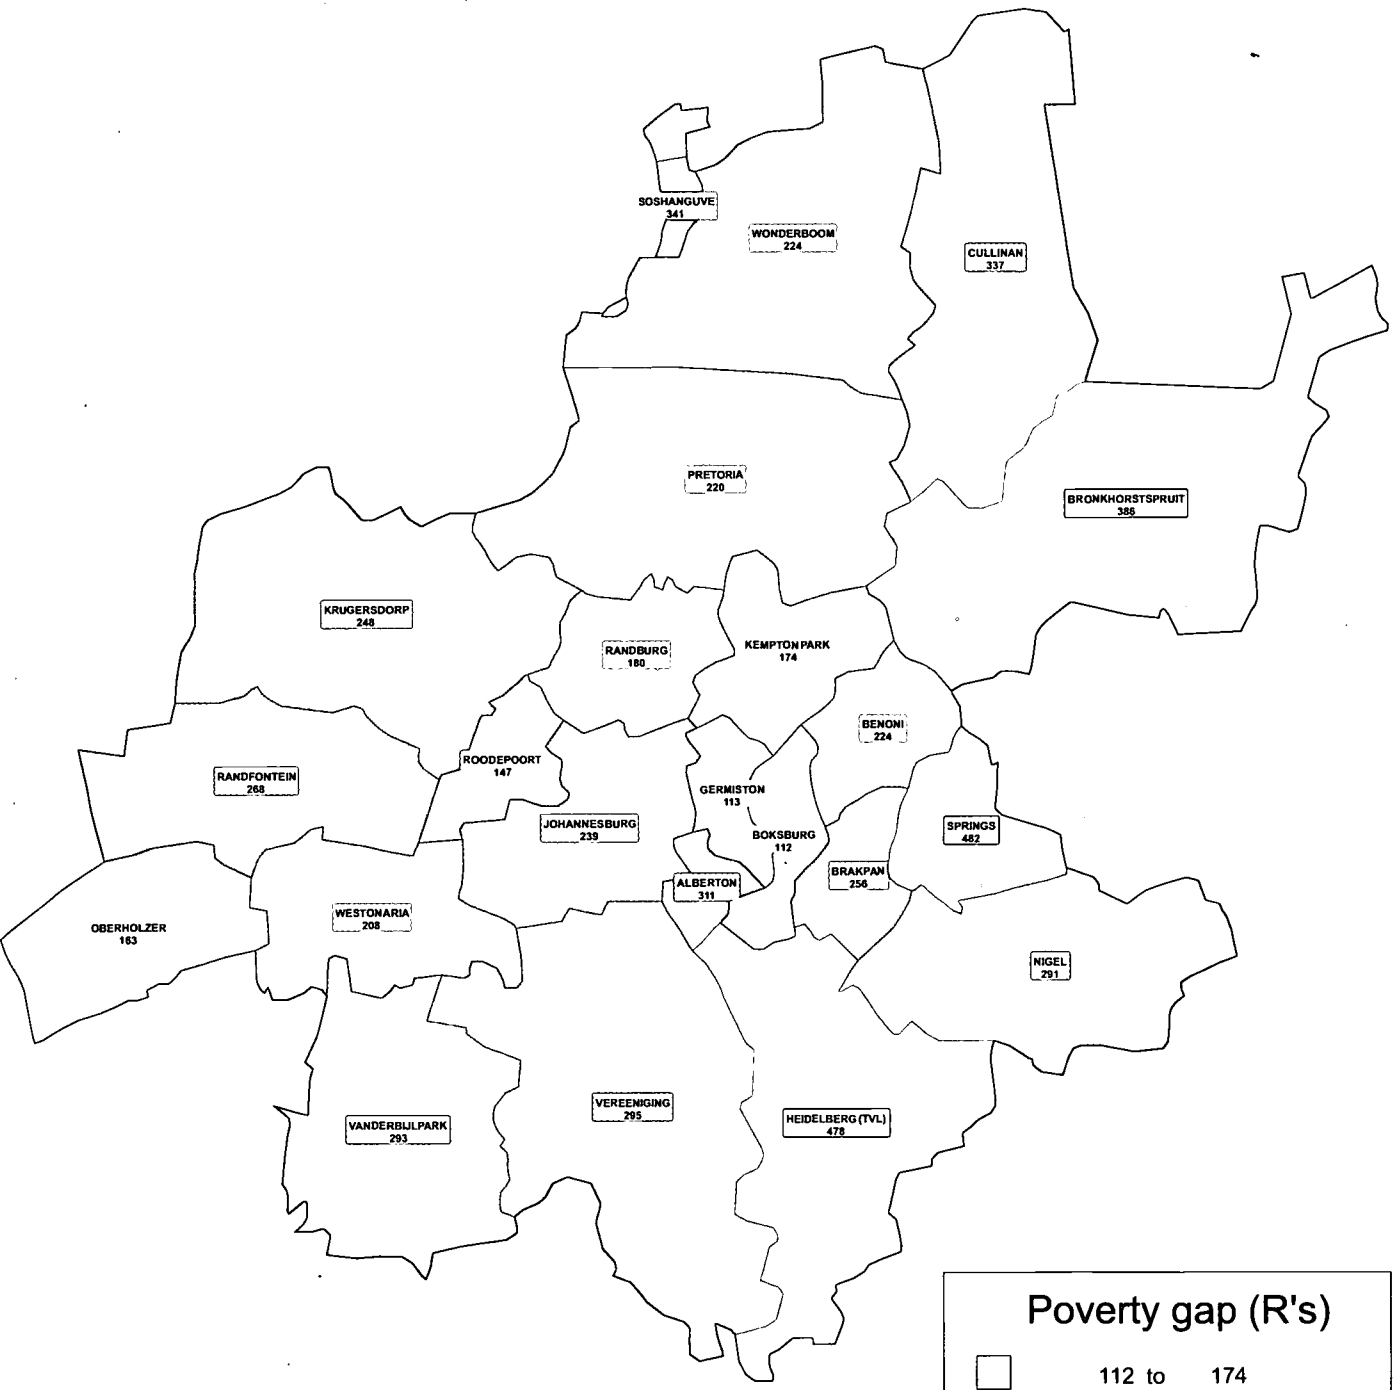 SOSHANGUVE
341
WONDERBOOM
224
CULLINAN
337
PRETORIA
220
BRONKHORSTSPRUIT
386
KRUGERSDORP
248
RANDBURG
180
KEMPTON PARK
174
BENONI
224
ROODEPOORT
147
RANDFONTEIN
268
GERMISTON
113
JOHANNESBURG
239
BOKSBURG
112
SPRINGS
482
BRAKPAN
256
ALBERTON
311
WESTONARIA
208
OBERHOLZER
163
NIGEL
291
VEREENIGING
295
HEIDELBERG (TVL)
478
VANDERBIJLPARK
293
Poverty gap (R's)
112 to 174